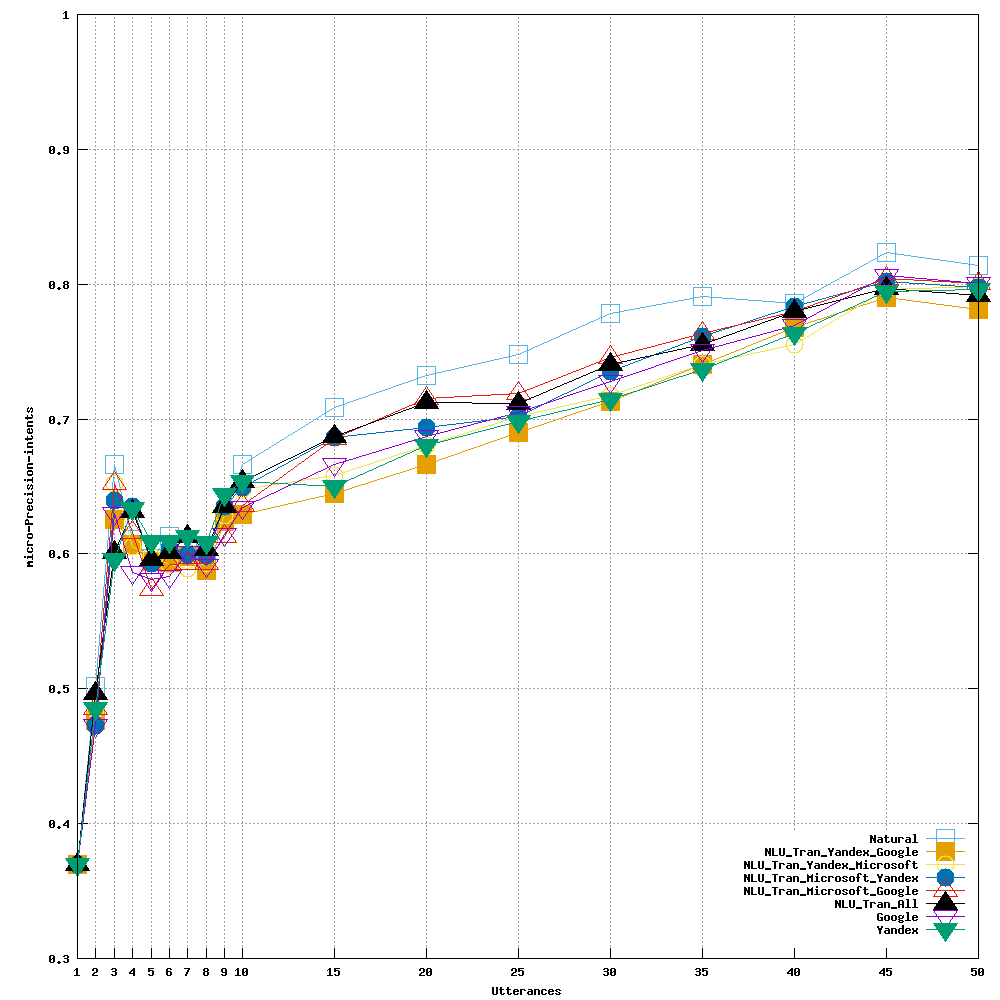 1
0.9
0.8
0.7
0.6
0.5
0.4
0.3
micro-Precision-intents
Natural
NLU_Tran_Yandex_Google
NLU_Tran_Yandex_Microsoft
NLU_Tran_Microsoft_Yandex
NLU_Tran_Microsoft_Google
NLU_Tran_All
Google
Yandex
1 2 3 4 5 6 7 8 9 10 15 20 25 30 35 40 45 50
Utterances